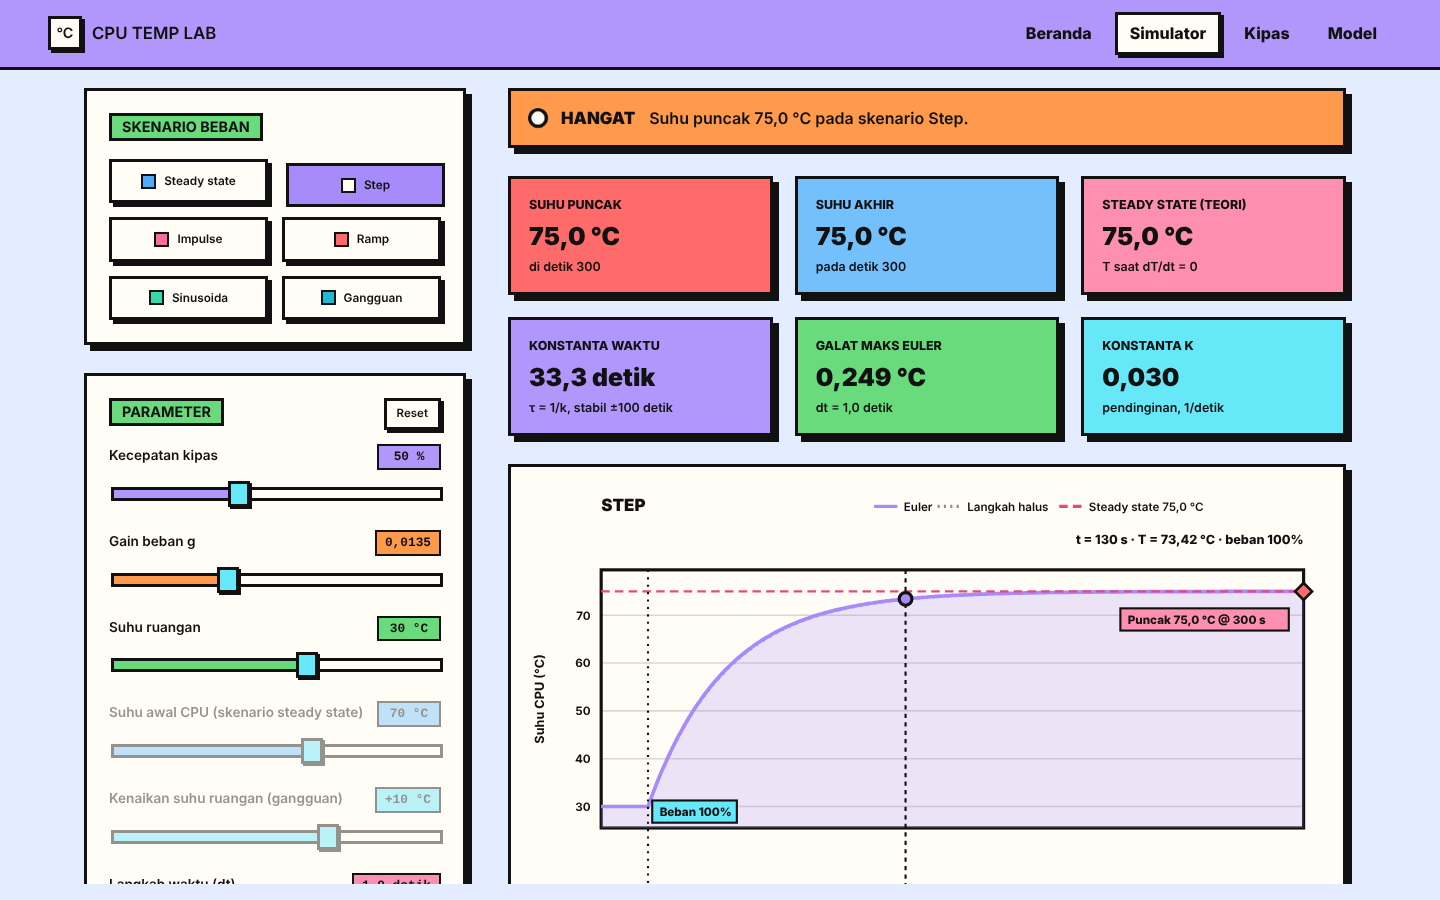 °C CPU TEMP LAB
Beranda Simulator Kipas Model
SKENARIO BEBAN
Steady state Step
Impulse Ramp
Sinusoida Gangguan
PARAMETER Reset
Kecepatan kipas 50 %
Gain beban g 0,0135
Suhu ruangan 30 °C
Suhu awal CPU (skenario steady state) 70 °C
Kenaikan suhu ruangan (gangguan) +10 °C
Langkah waktu (dt) 1,0 detik
HANGAT Suhu puncak 75,0 °C pada skenario Step.
SUHU PUNCAK
75,0 °C
di detik 300
SUHU AKHIR
75,0 °C
pada detik 300
STEADY STATE (TEORI)
75,0 °C
T saat dT/dt = 0
KONSTANTA WAKTU
33,3 detik
τ = 1/k, stabil ±100 detik
GALAT MAKS EULER
0,249 °C
dt = 1,0 detik
KONSTANTA K
0,030
pendinginan, 1/detik
STEP
Euler Langkah halus Steady state 75,0 °C
t = 130 s · T = 73,42 °C · beban 100%
Suhu CPU (°C)
70
60
50
40
30
Puncak 75,0 °C @ 300 s
Beban 100%